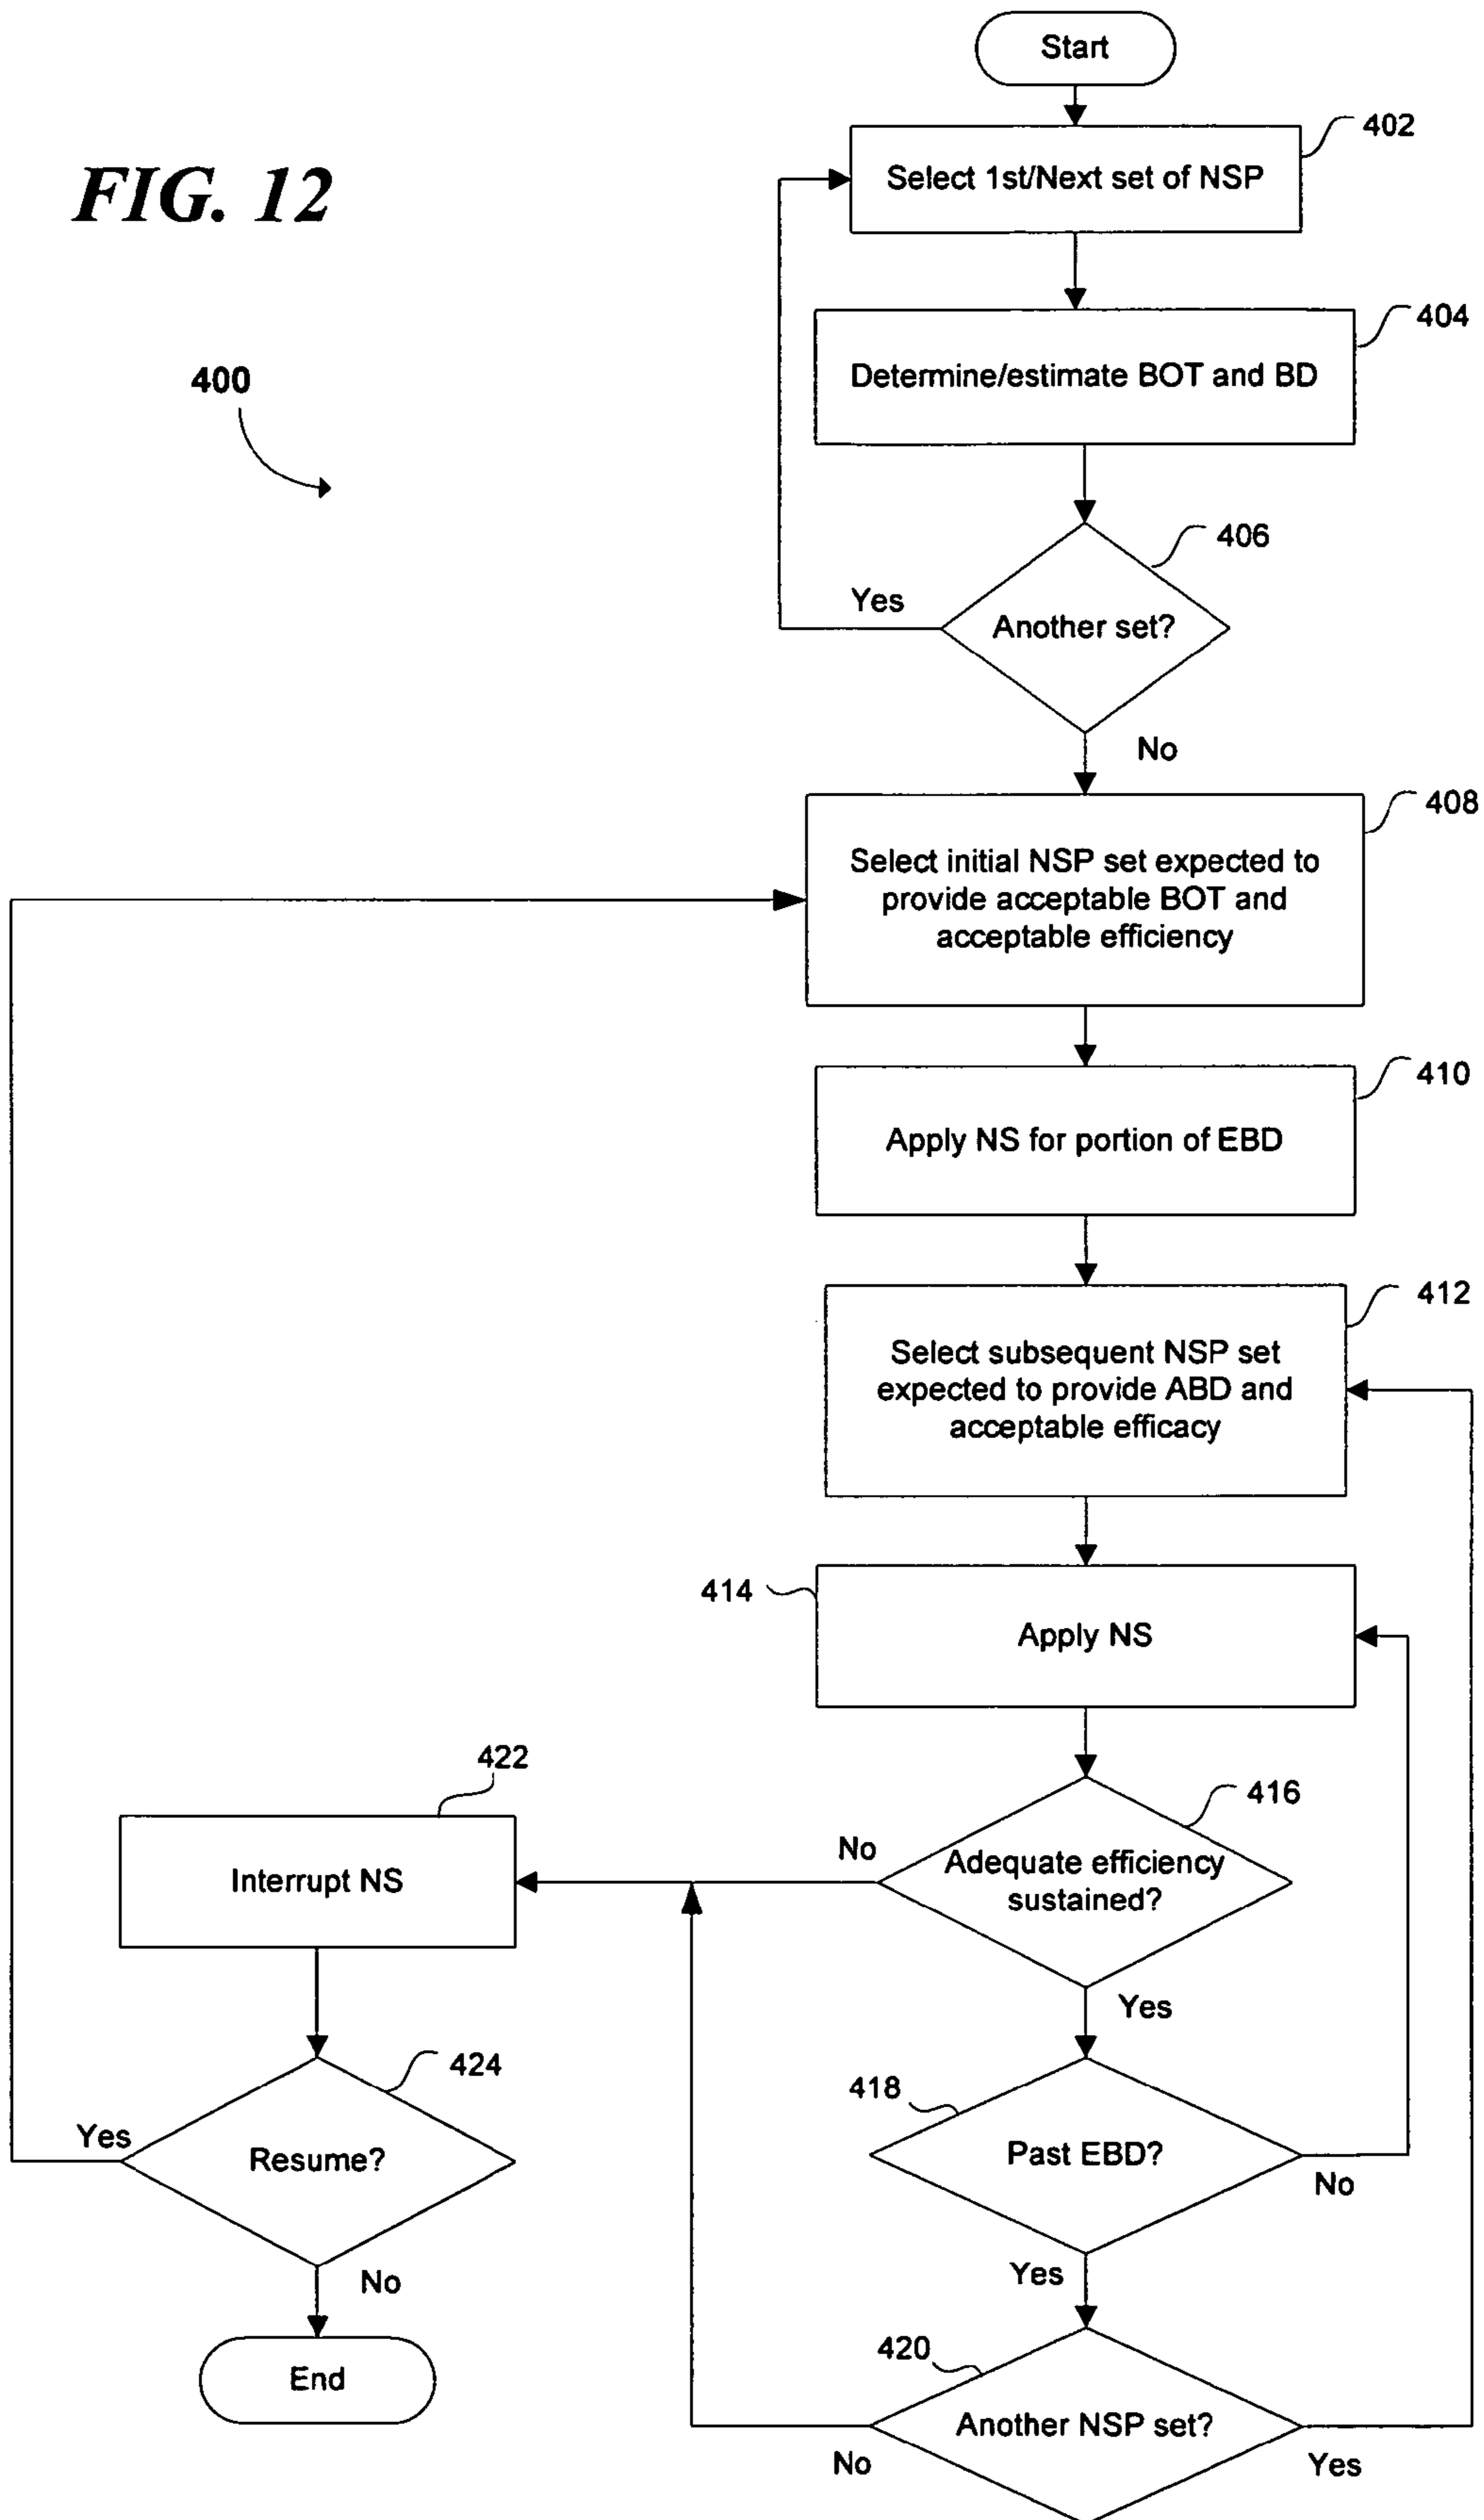 Start
402
Select 1st/Next set of NSP
FIG. 12
404
Determine/estimate BOT and BD
400
406
Yes
Another set?
No
408
Select initial NSP set expected to
provide acceptable BOT and
acceptable efficiency
410
Apply NS for portion of EBD
412
Select subsequent NSP set
expected to provide ABD and
acceptable efficacy
414
Apply NS
422
416
No
Adequate efficiency
sustained?
Interrupt NS
Yes
424
418
Yes
Resume?
Past EBD?
No
No
Yes
420
End
Another NSP set?
No
Yes